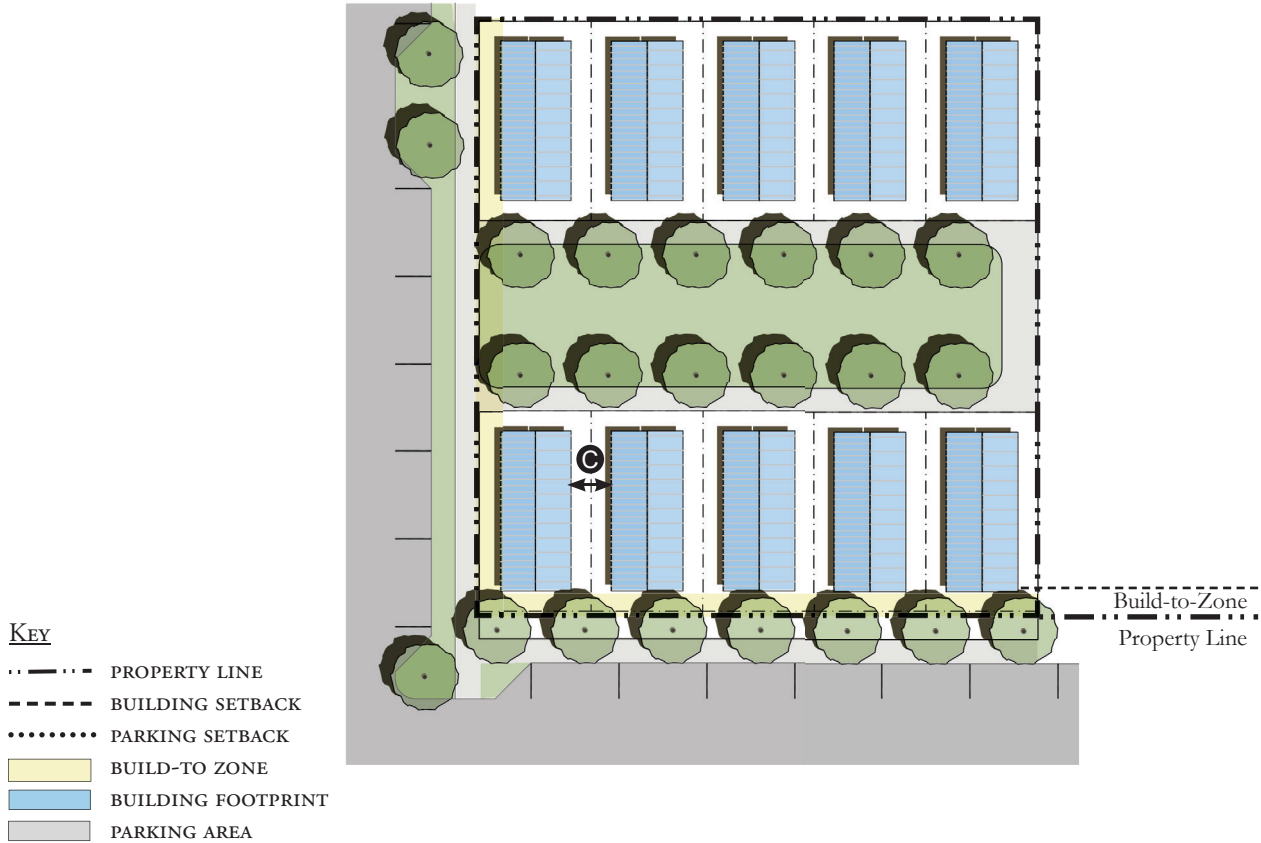 C
Build-to-Zone
Property Line
Key
PROPERTY LINE
BUILDING SETBACK
PARKING SETBACK
BUILD-TO ZONE
BUILDING FOOTPRINT
PARKING AREA